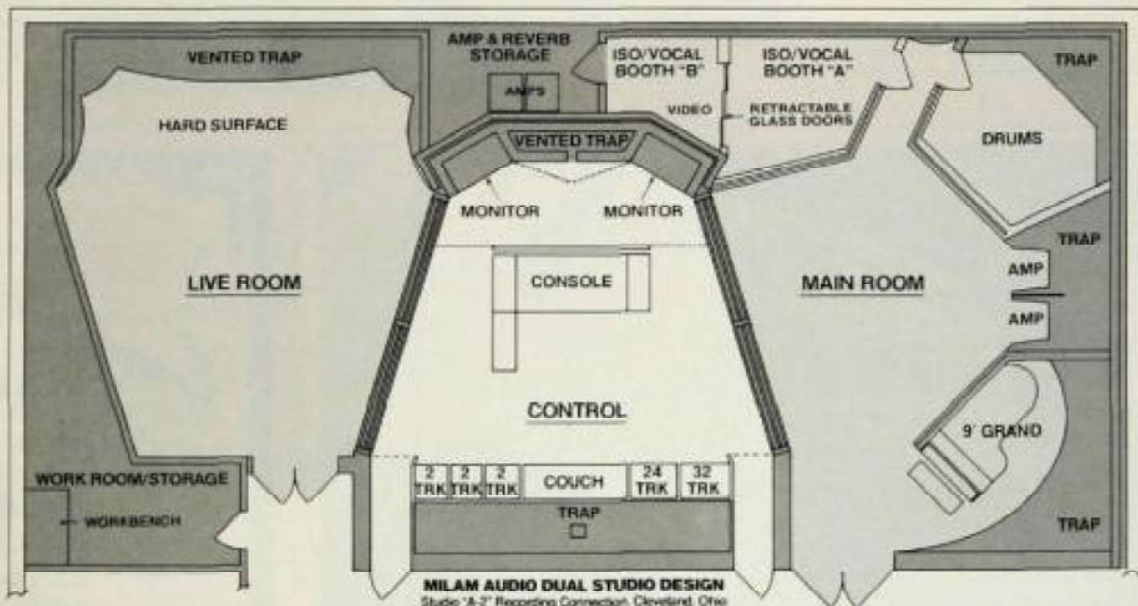 VENTED TRAP
HARD SURFACE
LIVE ROOM
WORK ROOM/STORAGE
WORKBENCH
AMP & REVERB
STORAGE
AMPS
VENTED TRAP
MONITOR
MONITOR
CONSOLE
CONTROL
2
TRK
2
TRK
2
TRK
COUCH
24
TRK
32
TRK
TRAP
ISO/VOCAL
BOOTH "B"
ISO/VOCAL
BOOTH "A"
VIDEO
RETRACTABLE
GLASS DOORS
TRAP
DRUMS
TRAP
AMP
AMP
MAIN ROOM
9' GRAND
TRAP
MILAM AUDIO DUAL STUDIO DESIGN
Studio "A-2" Recording Connection, Cleveland, Ohio